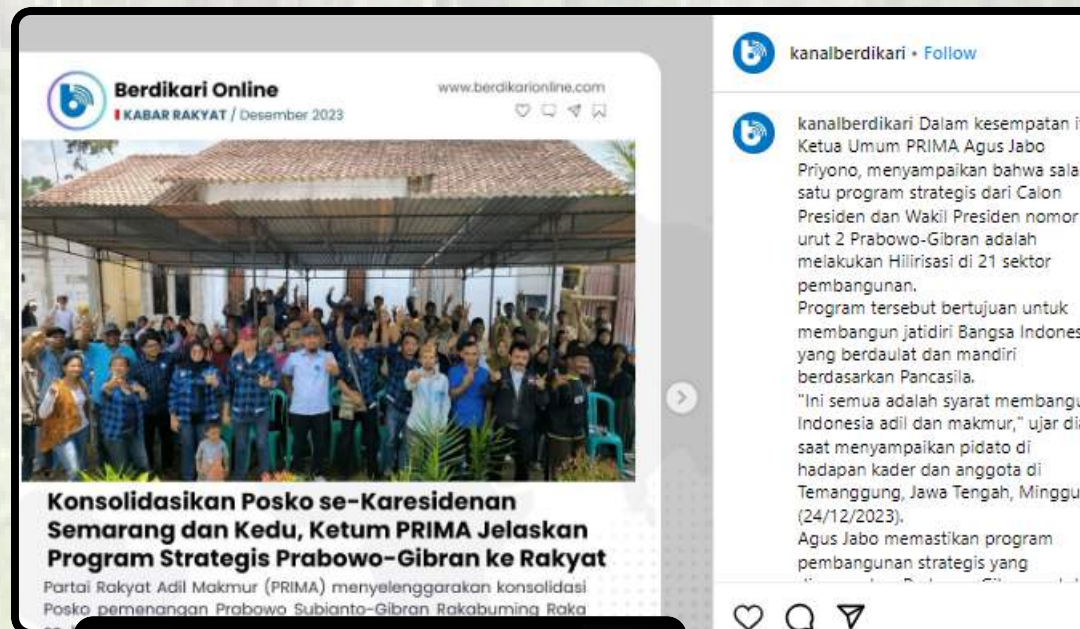 Berdikari Online
KABAR RAKYAT / Desember 2023
www.berdikarionline.com
Konsolidasikan Posko se-Karesidenan
Semarang dan Kedu, Ketum PRIMA Jelaskan
Program Strategis Prabowo-Gibran ke Rakyat
Partai Rakyat Adil Makmur (PRIMA) menyelenggarakan konsolidasi
Posko pemenangan Prabowo Subianto-Gibran Rakabuming Raka
kanalberdikari • Follow
kanalberdikari Dalam kesempatan
Ketua Umum PRIMA Agus Jabo
Priyono, menyampaikan bahwa sala
satu program strategis dari Calon
Presiden dan Wakil Presiden nomor
urut 2 Prabowo-Gibran adalah
melakukan Hilirisasi di 21 sektor
pembangunan.
Program tersebut bertujuan untuk
membangun jatidiri Bangsa Indones
yang berdaulat dan mandiri
berdasarkan Pancasila.
"Ini semua adalah syarat membangu
Indonesia adil dan makmur," ujar dia
saat menyampaikan pidato di
hadapan kader dan anggota di
Temanggung, Jawa Tengah, Minggu
(24/12/2023).
Agus Jabo memastikan program
pembangunan strategis yang